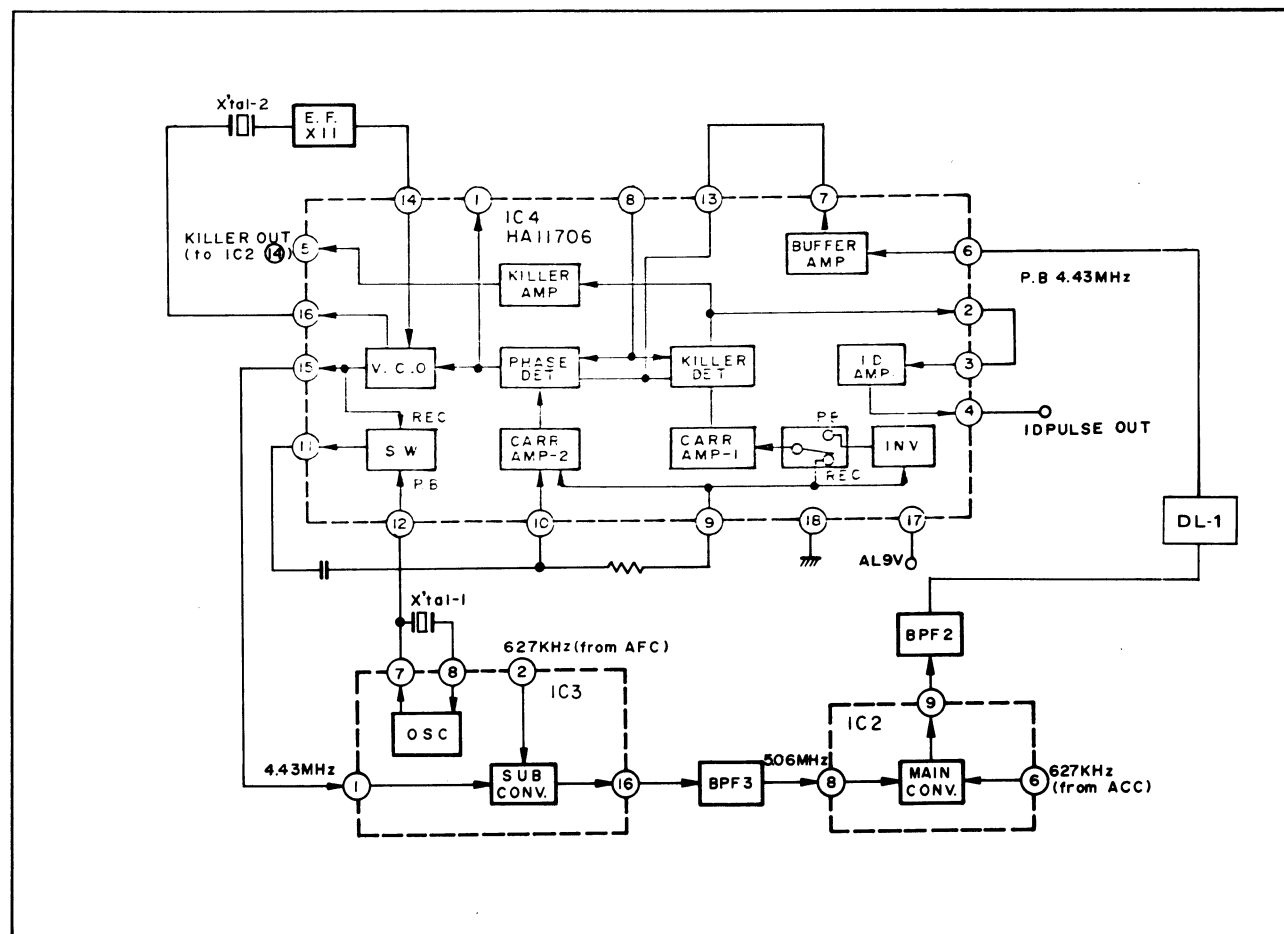 X'tal-2
E. F.
X11
14
1
8
13
7
IC4
HA11706
KILLER OUT
(to IC2 14)
5
BUFFER
AMP
6
P.B 4.43MHz
KILLER
AMP
16
2
15
V.C.O
PHASE
DET
KILLER
DET
I D
AMP.
3
4
IDPULSE OUT
REC
11
S W
P.B
CARR
AMP-2
CARR
AMP-1
PB
REC
INV
12
10
9
18
17
AL9V
DL-1
X'tal-1
BPF2
627KHz(from AFC)
7
8
2
IC3
9
IC2
OSC
4.43MHz
1
SUB
CONV.
16
BPF3
5.06MHz
8
MAIN
CONV.
6
627KHz
(from ACC)